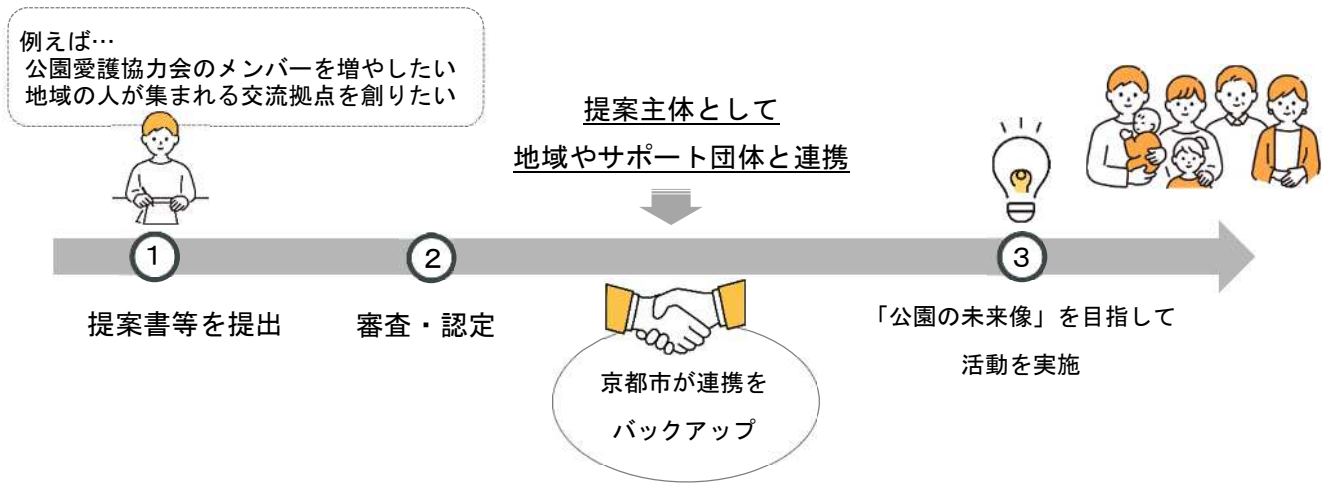 例えば…
公園愛護協力会のメンバーを増やしたい
地域の人が集まれる交流拠点を創りたい
提案主体として
地域やサポート団体と連携
1
提案書等を提出
2
審査・認定
京都市が連携を
バックアップ
3
「公園の未来像」を目指して
活動を実施